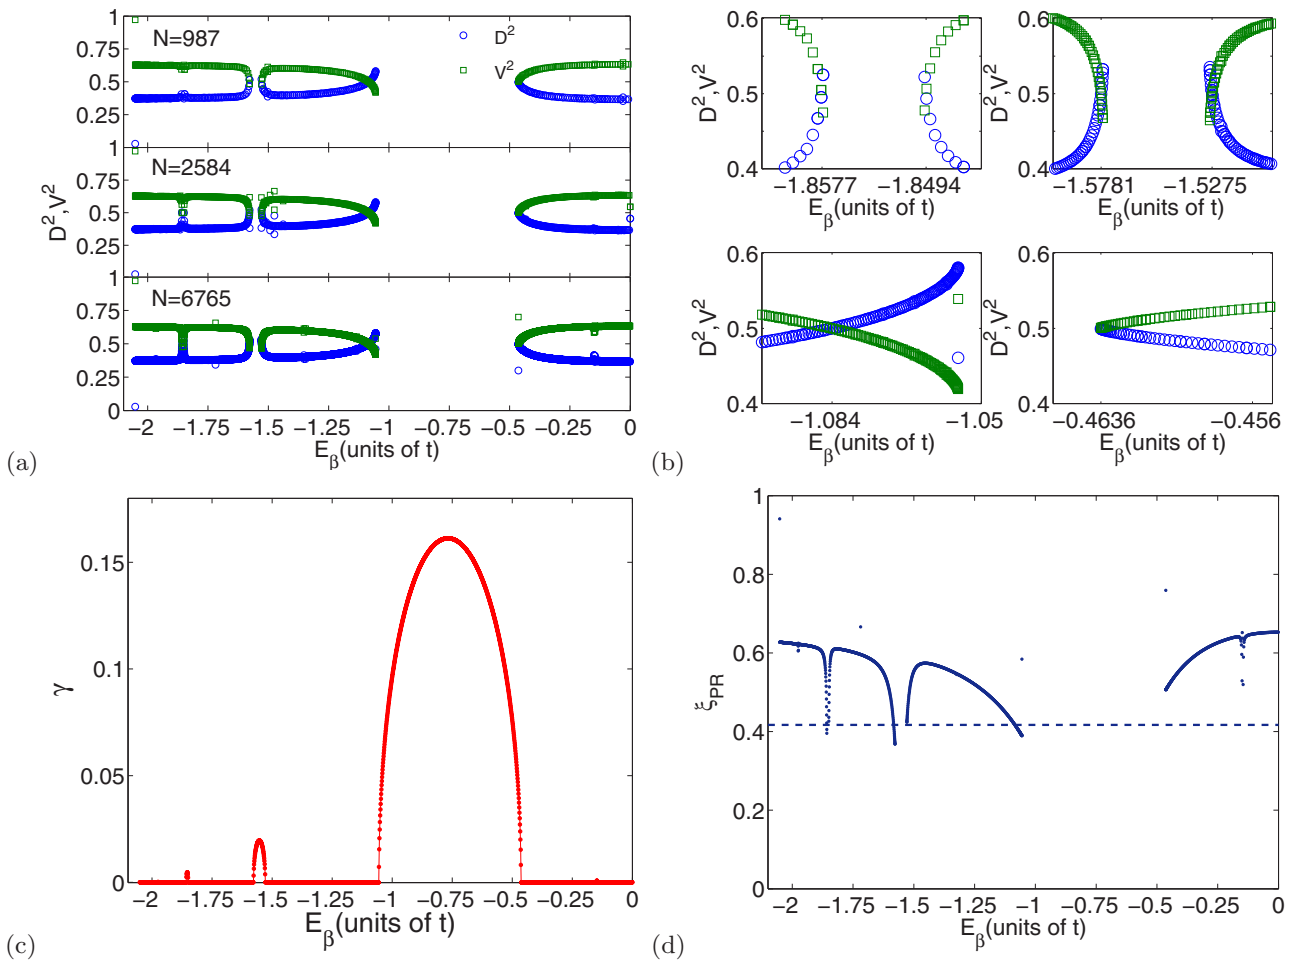 1
0.75
0.5
0.25
N=987
D²
V²
1
0.75
0.5
0.25
N=2584
D²,V²
1
0.75
0.5
0.25
0
N=6765
−2 −1.75 −1.5 −1.25 −1 −0.75 −0.5 −0.25 0
Eβ(units of t)
(a)
0.6
0.5
0.4
D²,V²
−1.8577 −1.8494
Eβ(units of t)
0.6
0.5
0.4
D²,V²
−1.5781 −1.5275
Eβ(units of t)
0.6
0.5
0.4
D²,V²
−1.084 −1.05
Eβ(units of t)
0.6
0.5
0.4
D²,V²
−0.4636 −0.456
Eβ(units of t)
(b)
0.15
0.1
0.05
0
γ
−2 −1.75 −1.5 −1.25 −1 −0.75 −0.5 −0.25 0
Eβ(units of t)
(c)
1
0.8
0.6
0.4
0.2
0
ξPR
−2 −1.75 −1.5 −1.25 −1 −0.75 −0.5 −0.25 0
Eβ(units of t)
(d)